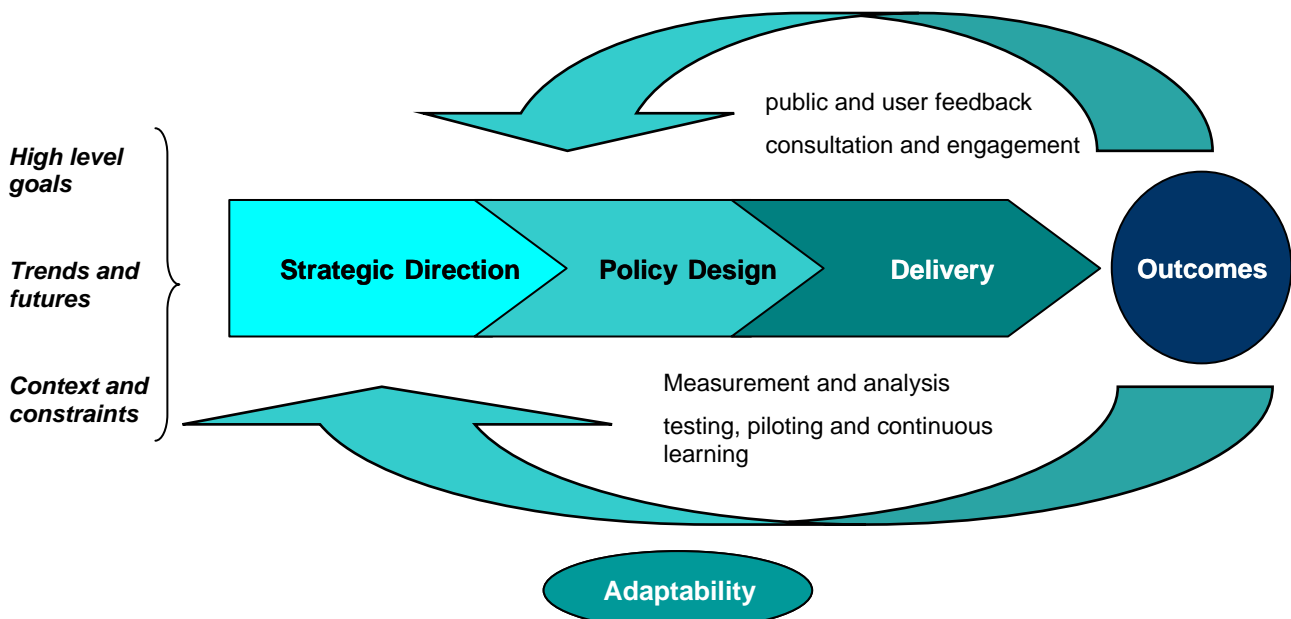 public and user feedback
consultation and engagement
High level
goals
Trends and
futures
Context and
constraints
Strategic Direction
Policy Design
Delivery
Outcomes
Measurement and analysis
testing, piloting and continuous
learning
Adaptability